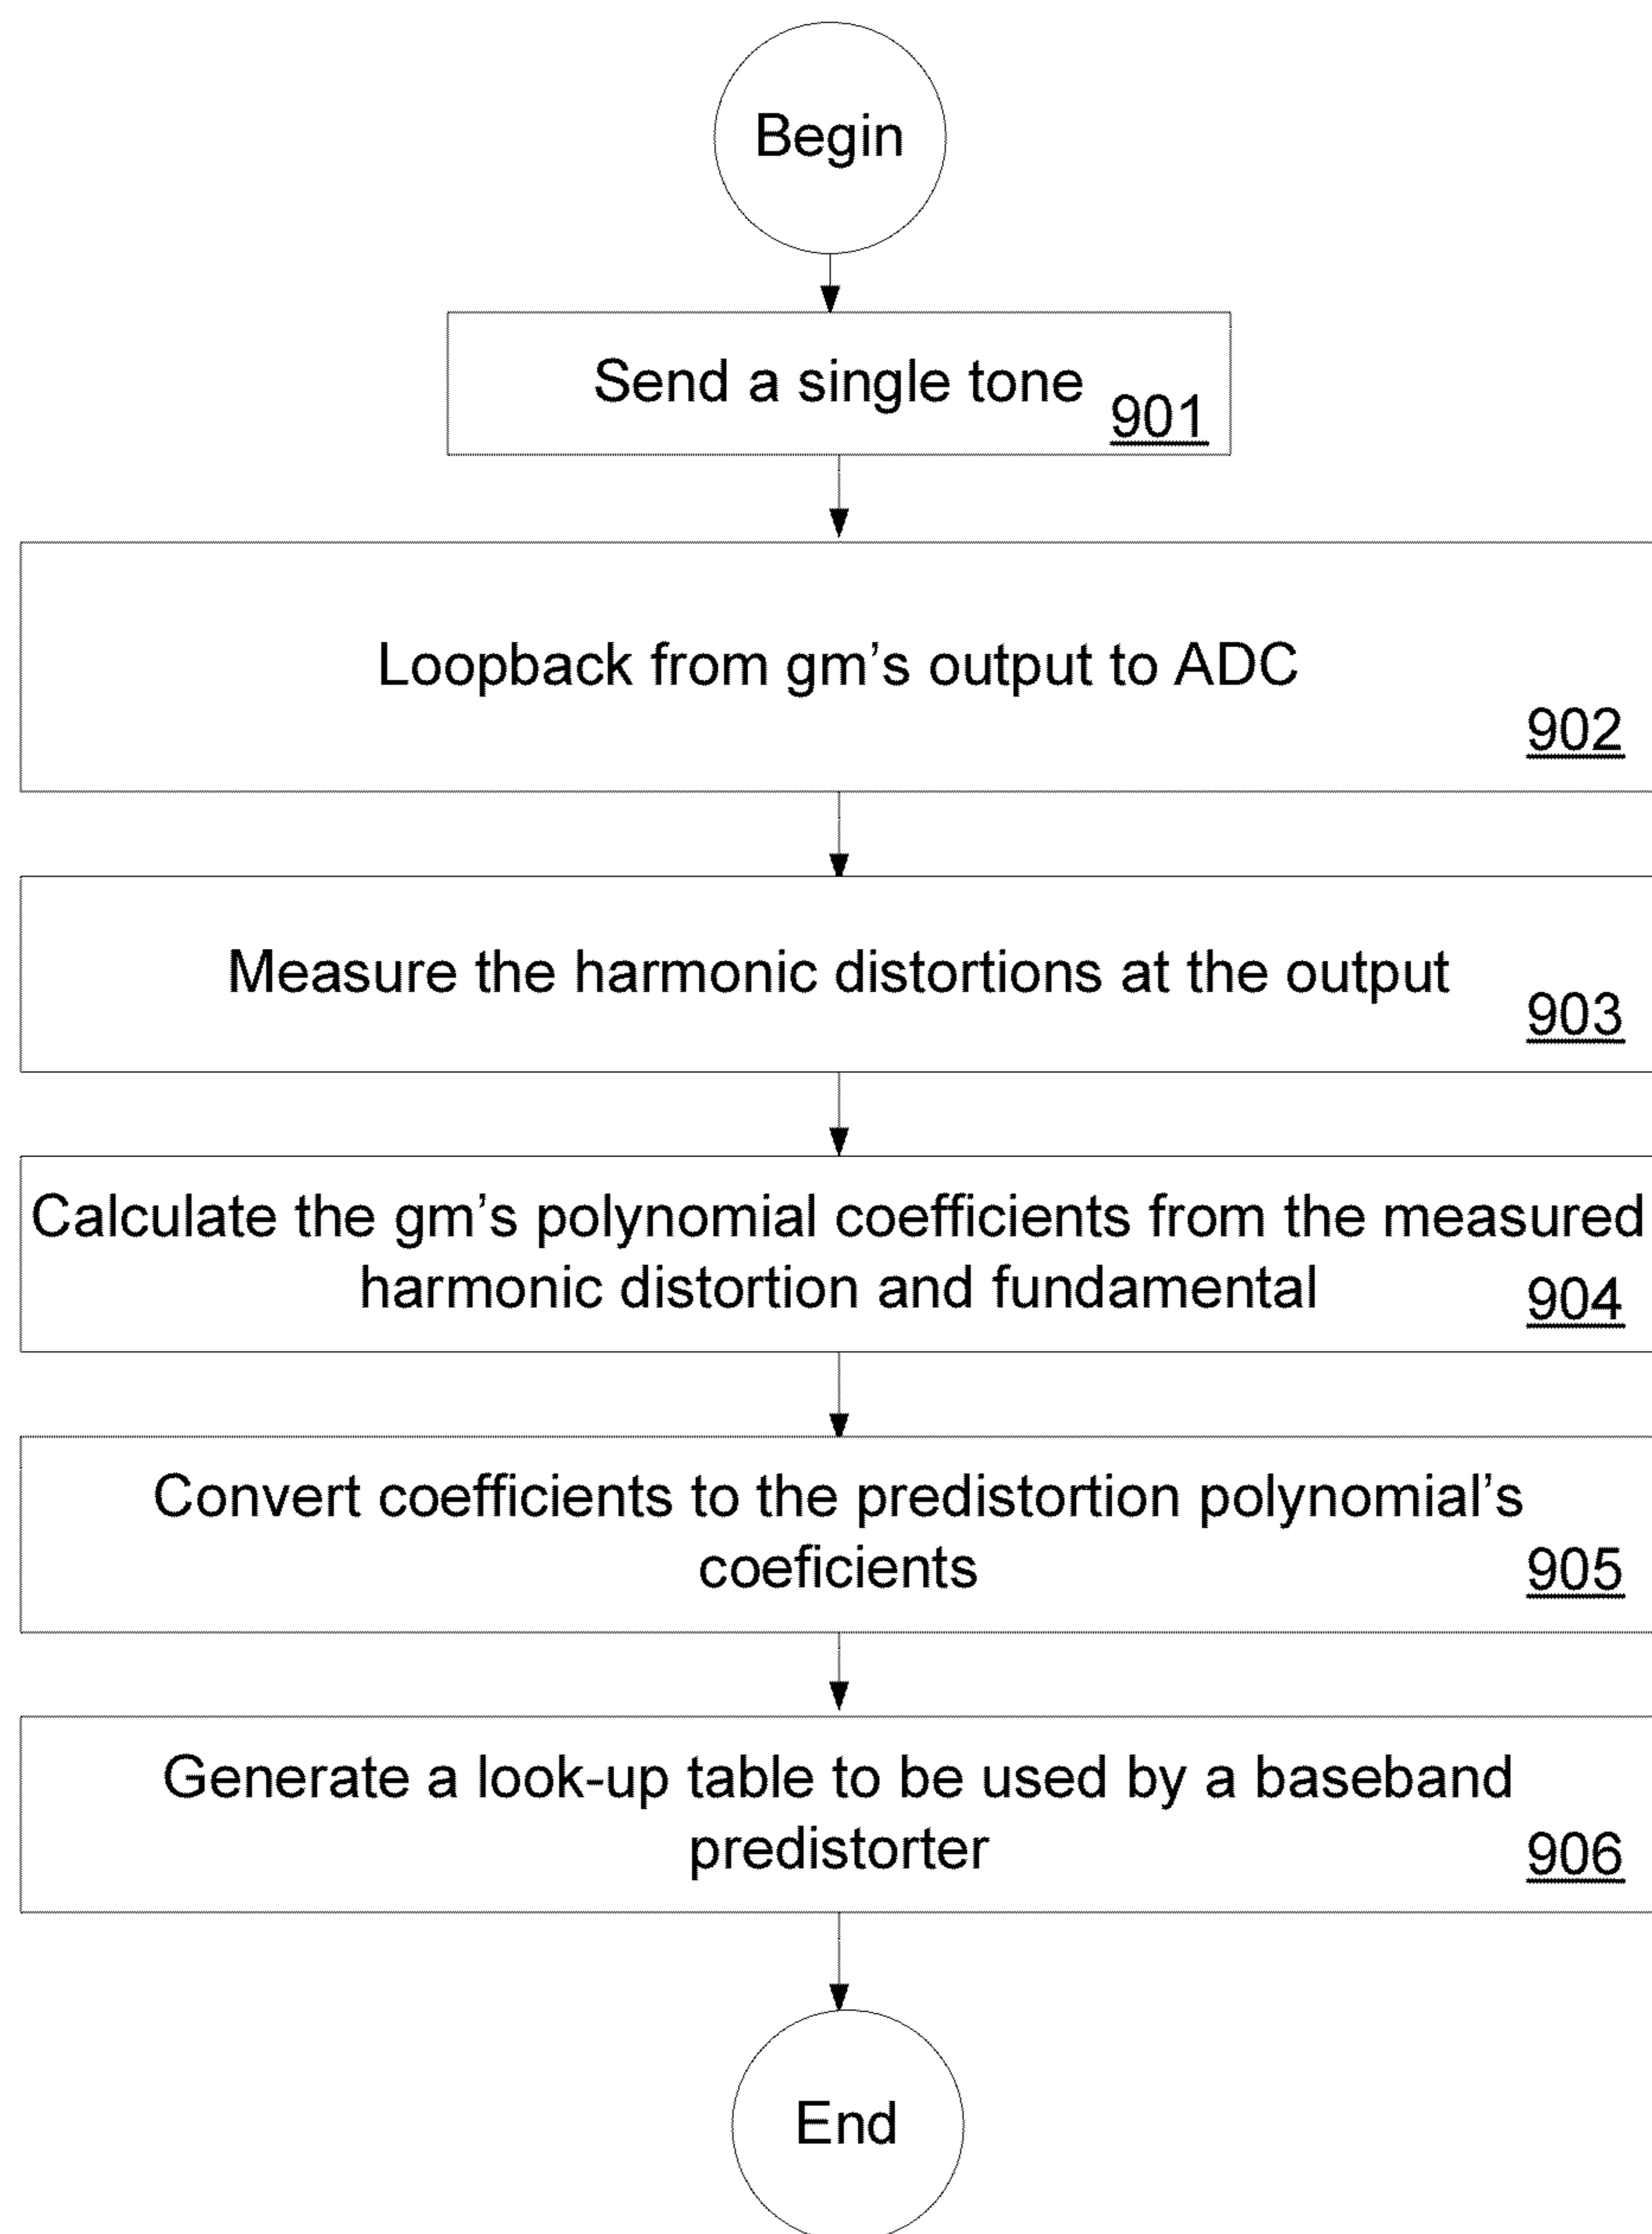 Begin
Send a single tone
901
Loopback from gm’s output to ADC
902
Measure the harmonic distortions at the output
903
Calculate the gm’s polynomial coefficients from the measured
harmonic distortion and fundamental
904
Convert coefficients to the predistortion polynomial’s
coeficients
905
Generate a look-up table to be used by a baseband
predistorter
906
End